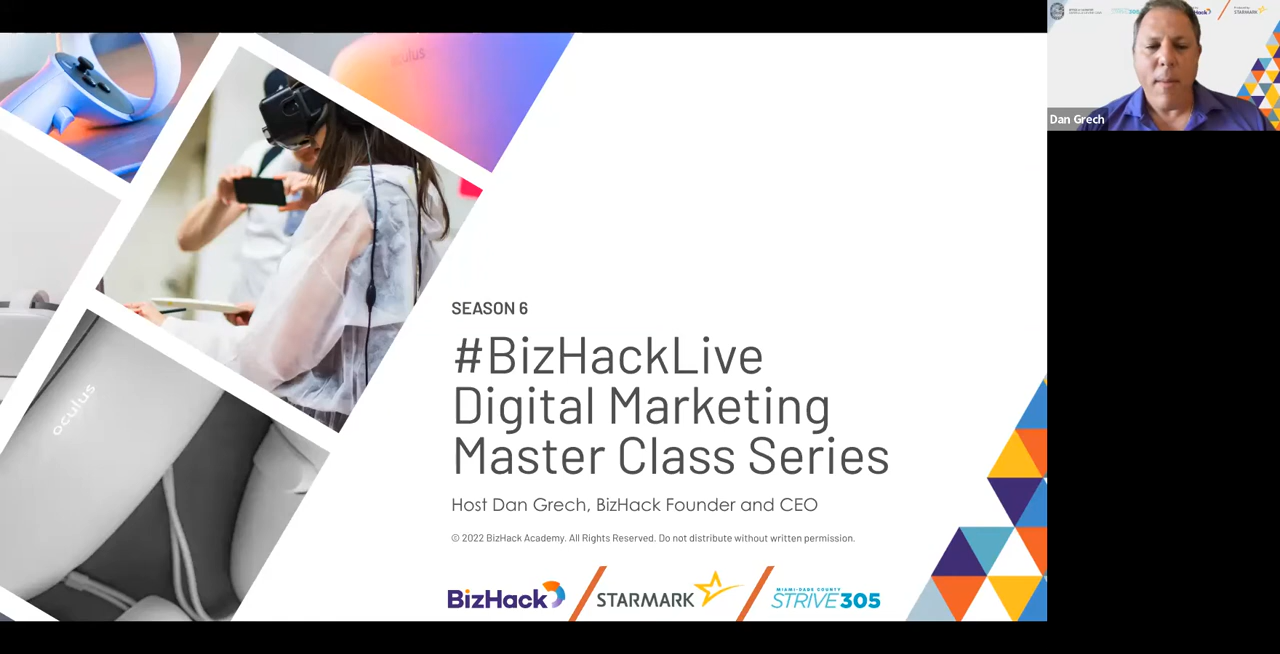 oculus
oculus
SEASON 6
#BizHackLive
Digital Marketing
Master Class Series
Host Dan Grech, BizHack Founder and CEO
© 2022 BizHack Academy. All Rights Reserved. Do not distribute without written permission.
BizHack
STARMARK
MIAMI-DADE COUNTY
STRIVE305
STARMARK
Dan Grech